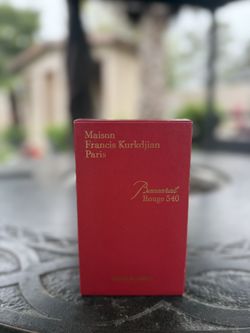 Maison
Francis Kurkdjian
Paris
Baccarat
Rouge 540